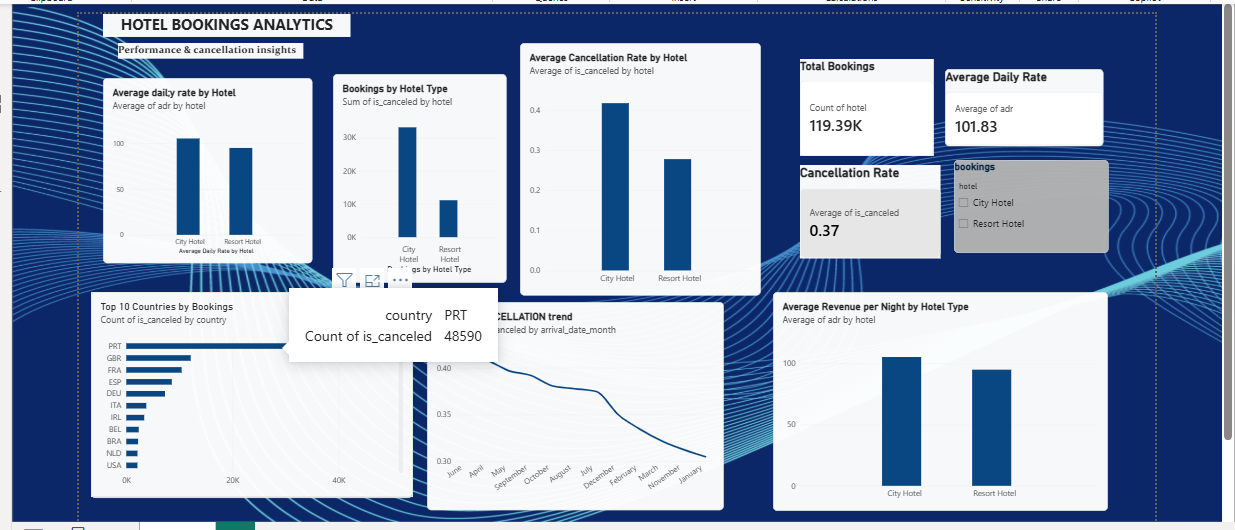 HOTEL BOOKINGS ANALYTICS
Performance & cancellation insights
Average daily rate by Hotel
Average of adr by hotel
100
50
0
City Hotel
Resort Hotel
Average Daily Rate by Hotel
Bookings by Hotel Type
Sum of is_canceled by hotel
30K
20K
10K
0K
City
Hotel
Resort
Hotel
gs by Hotel Type
Average Cancellation Rate by Hotel
Average of is_canceled by hotel
0.4
0.3
0.2
0.1
0.0
City Hotel
Resort Hotel
Total Bookings
Count of hotel
119.39K
Average Daily Rate
Average of adr
101.83
Cancellation Rate
Average of is_canceled
0.37
bookings
hotel
City Hotel
Resort Hotel
Top 10 Countries by Bookings
Count of is_canceled by country
PRT
GBR
FRA
ESP
DEU
ITA
IRL
BEL
BRA
NLD
USA
0K
20K
40K
country PRT
Count of is_canceled 48590
CELLATION trend
anceled by arrival_date_month
0.40
0.35
0.30
June
April
May
September
October
August
July
December
February
March
November
January
Average Revenue per Night by Hotel Type
Average of adr by hotel
100
50
0
City Hotel
Resort Hotel